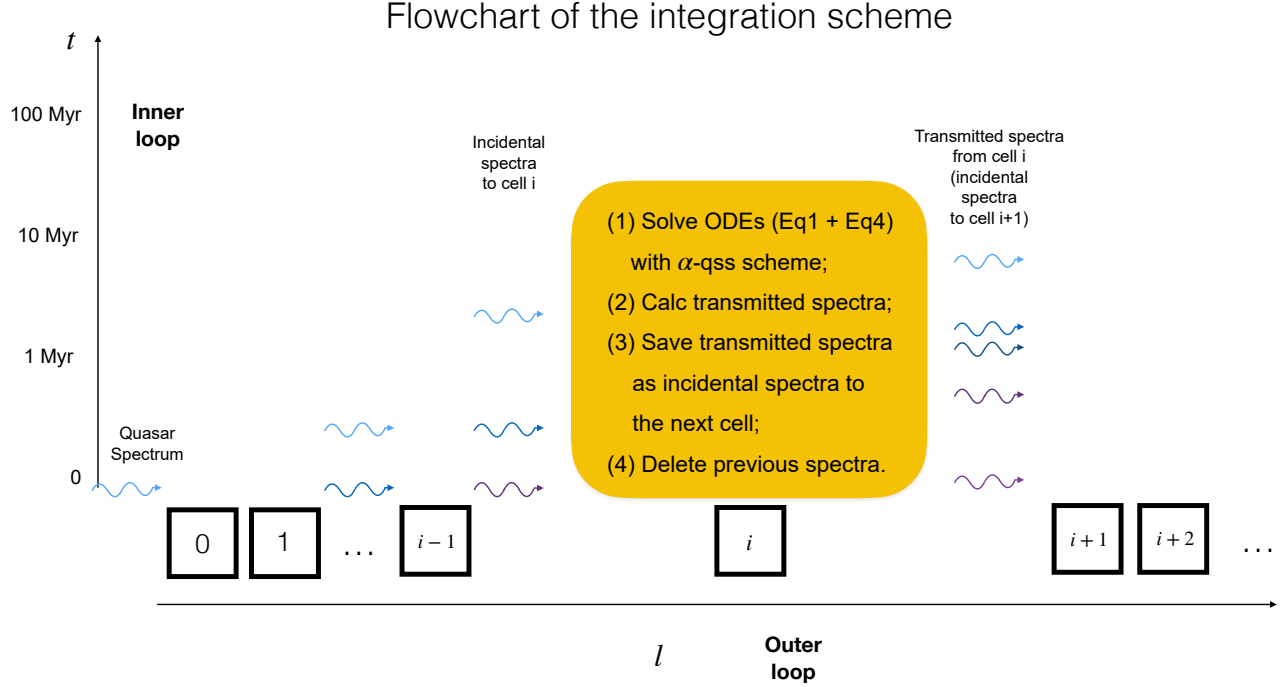 Flowchart of the integration scheme
t
100 Myr
10 Myr
1 Myr
0
Inner
loop
Quasar
Spectrum
Incidental
spectra
to cell i
(1) Solve ODEs (Eq1 + Eq4)
with α-qss scheme;
(2) Calc transmitted spectra;
(3) Save transmitted spectra
as incidental spectra to
the next cell;
(4) Delete previous spectra.
Transmitted spectra
from cell i
(incidental
spectra
to cell i+1)
0
1
...
i − 1
i
i + 1
i + 2
...
l
Outer
loop